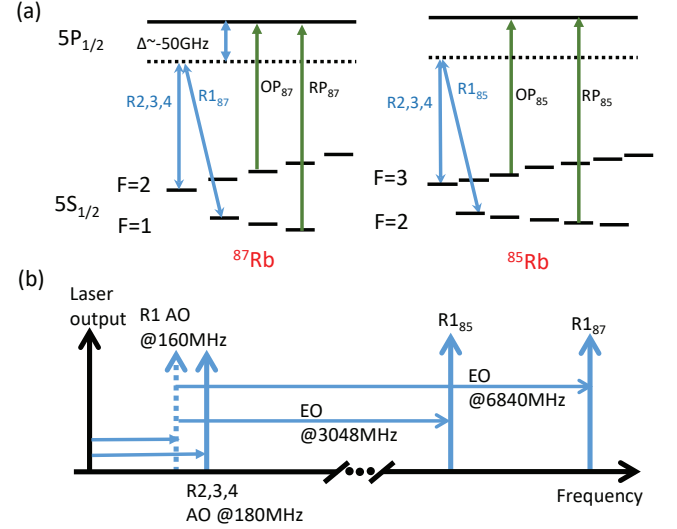 (a)
5P1/2
Δ~-50GHz
R2,3,4
R187
OP87
RP87
F=2
5S1/2
F=1
87Rb
R2,3,4
R185
OP85
RP85
F=3
F=2
85Rb
(b)
Laser
output
R1 AO
@160MHz
R185
R187
EO
@6840MHz
EO
@3048MHz
R2,3,4
AO @180MHz
Frequency